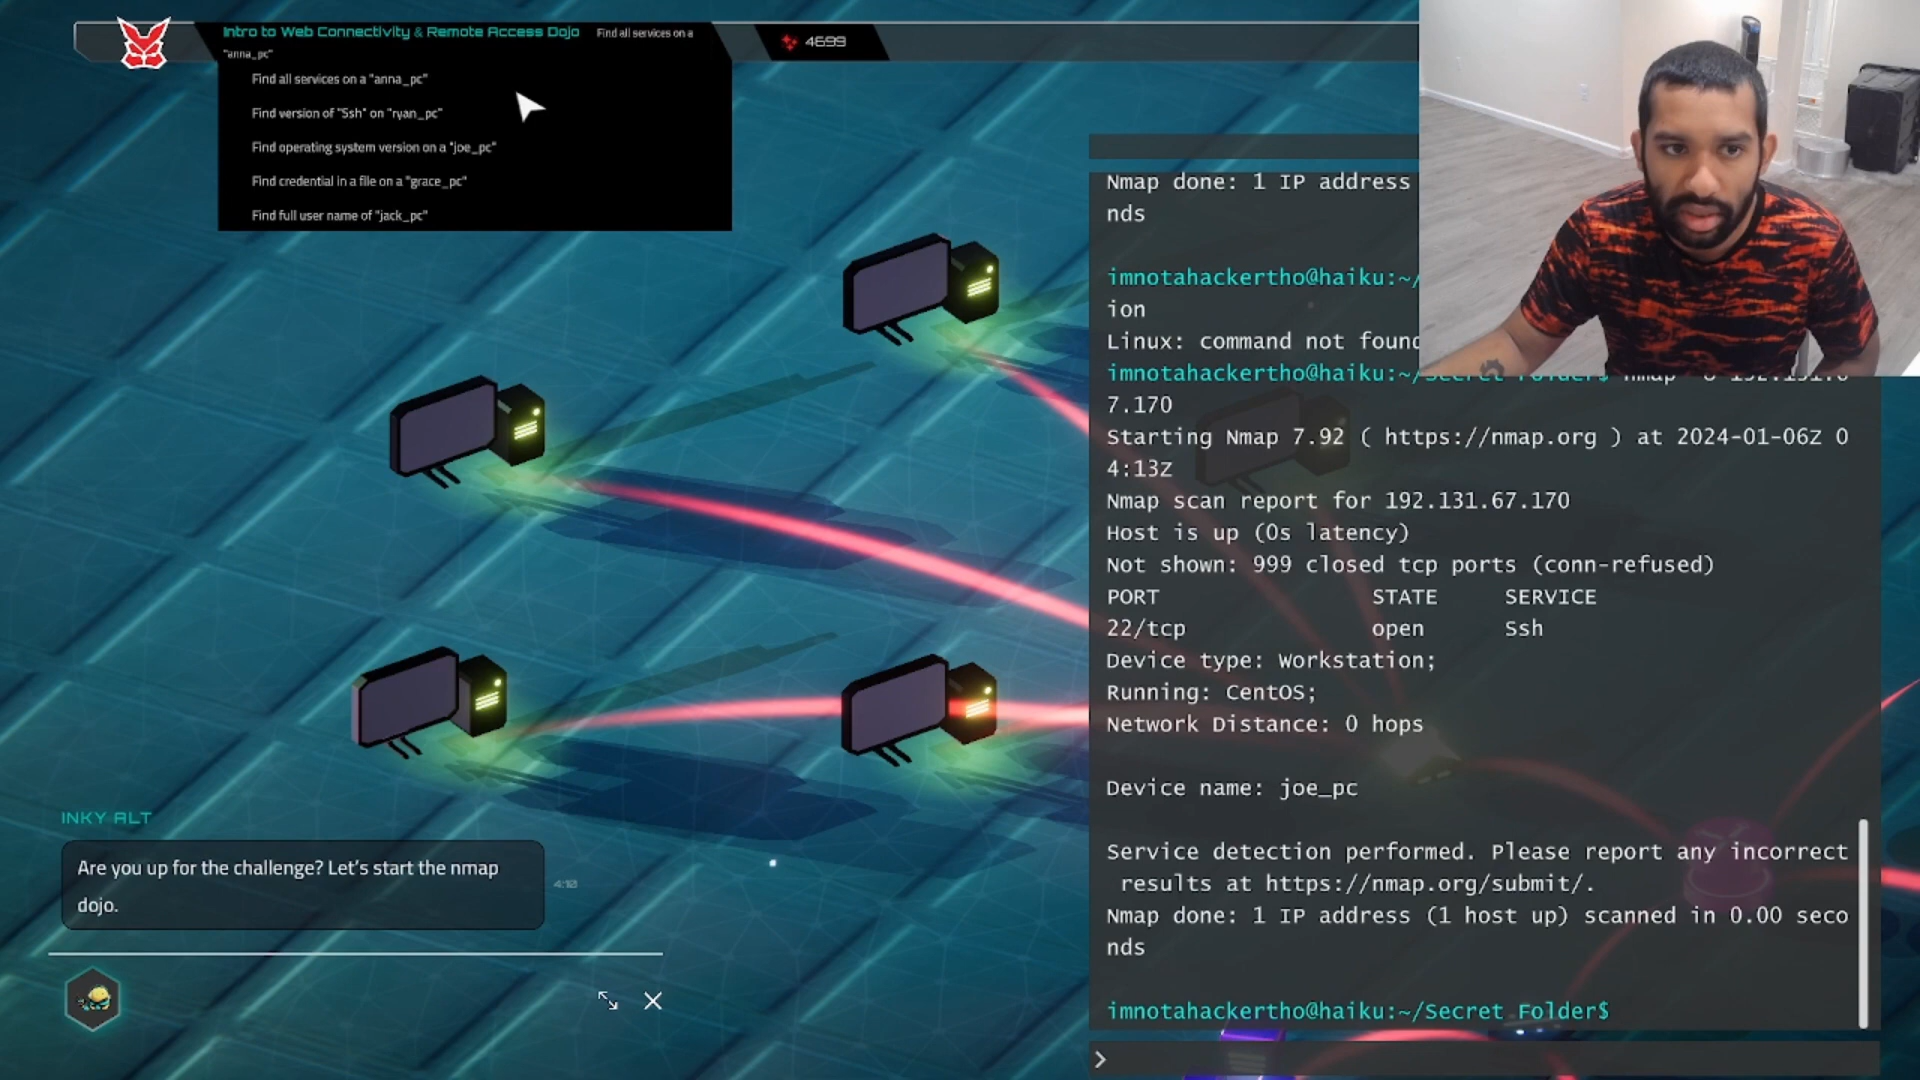 Intro to Web Connectivity & Remote Access Dojo Find all services on a
"anna_pc"
Find all services on a "anna_pc"
Find version of "Ssh" on "ryan_pc"
Find operating system version on a "joe_pc"
Find credential in a file on a "grace_pc"
Find full user name of "jack_pc"
4699
Nmap done: 1 IP address
nds
imnotahackertho@haiku:~/
ion
Linux: command not found
imnotahackertho@haiku:~/Secret Folder$ nmap
7.170
Starting Nmap 7.92 ( https://nmap.org ) at 2024-01-06Z 0
4:13Z
Nmap scan report for 192.131.67.170
Host is up (0s latency)
Not shown: 999 closed tcp ports (conn-refused)
PORT STATE SERVICE
22/tcp open Ssh
Device type: Workstation;
Running: CentOS;
Network Distance: 0 hops
Device name: joe_pc
Service detection performed. Please report any incorrect
results at https://nmap.org/submit/.
Nmap done: 1 IP address (1 host up) scanned in 0.00 seco
nds
imnotahackertho@haiku:~/Secret Folder$
>
INKY ALT
Are you up for the challenge? Let's start the nmap
dojo.
4:10